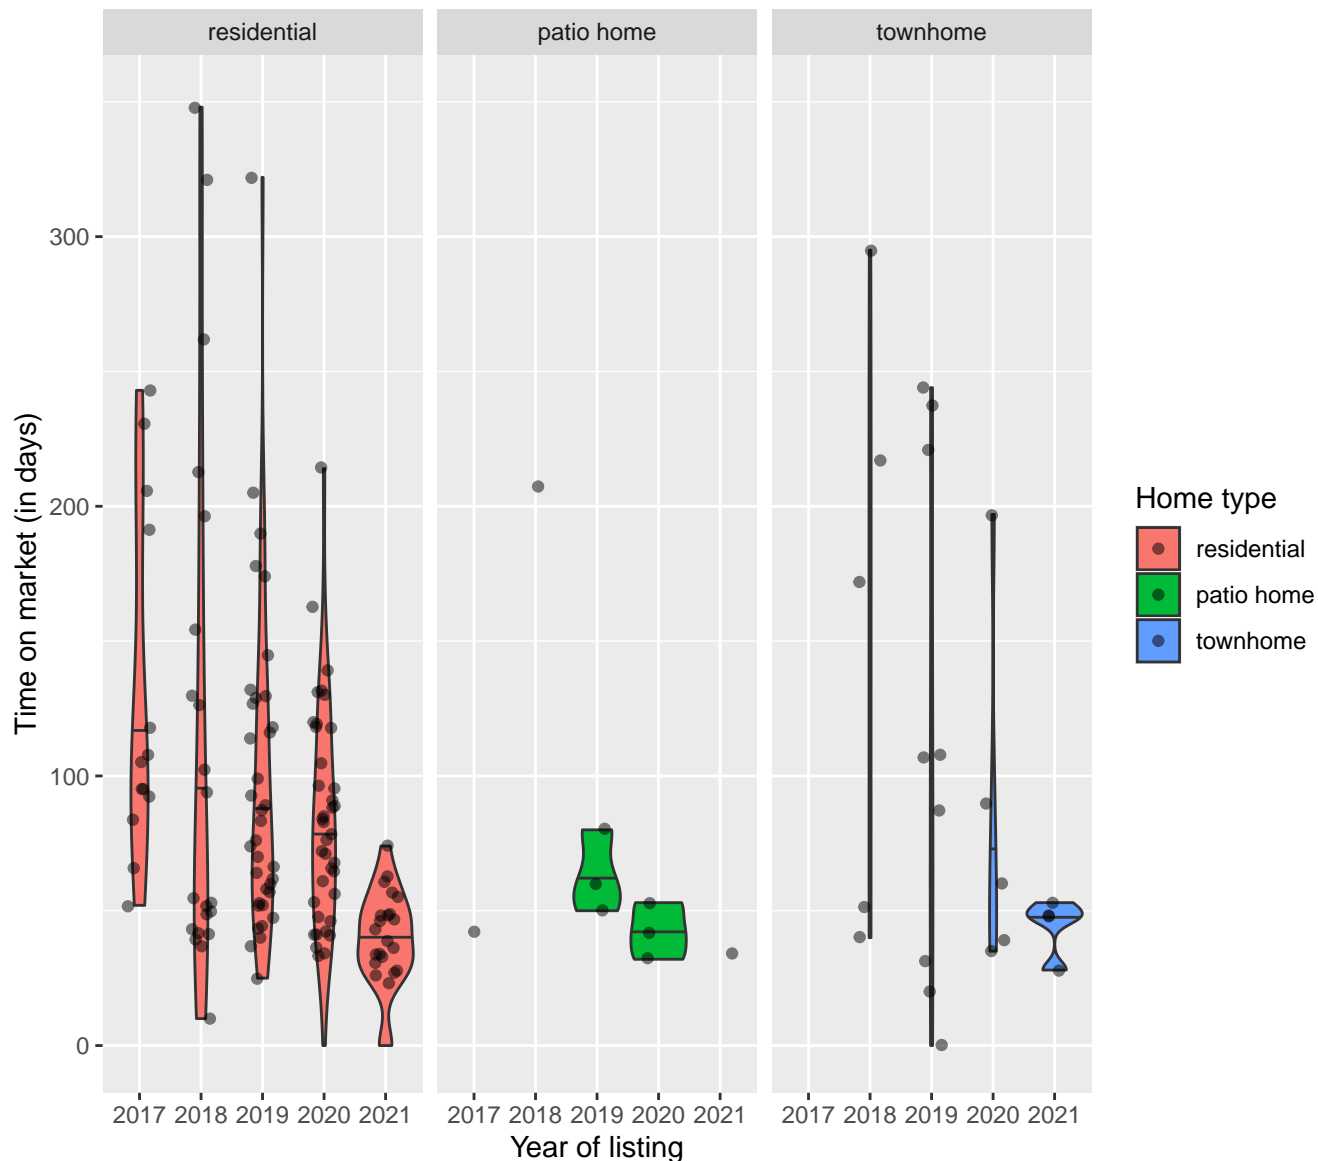 residential
patio home
townhome
Time on market (in days)
300
200
100
0
2017 2018 2019 2020 2021
2017 2018 2019 2020 2021
2017 2018 2019 2020 2021
Year of listing
Home type
residential
patio home
townhome